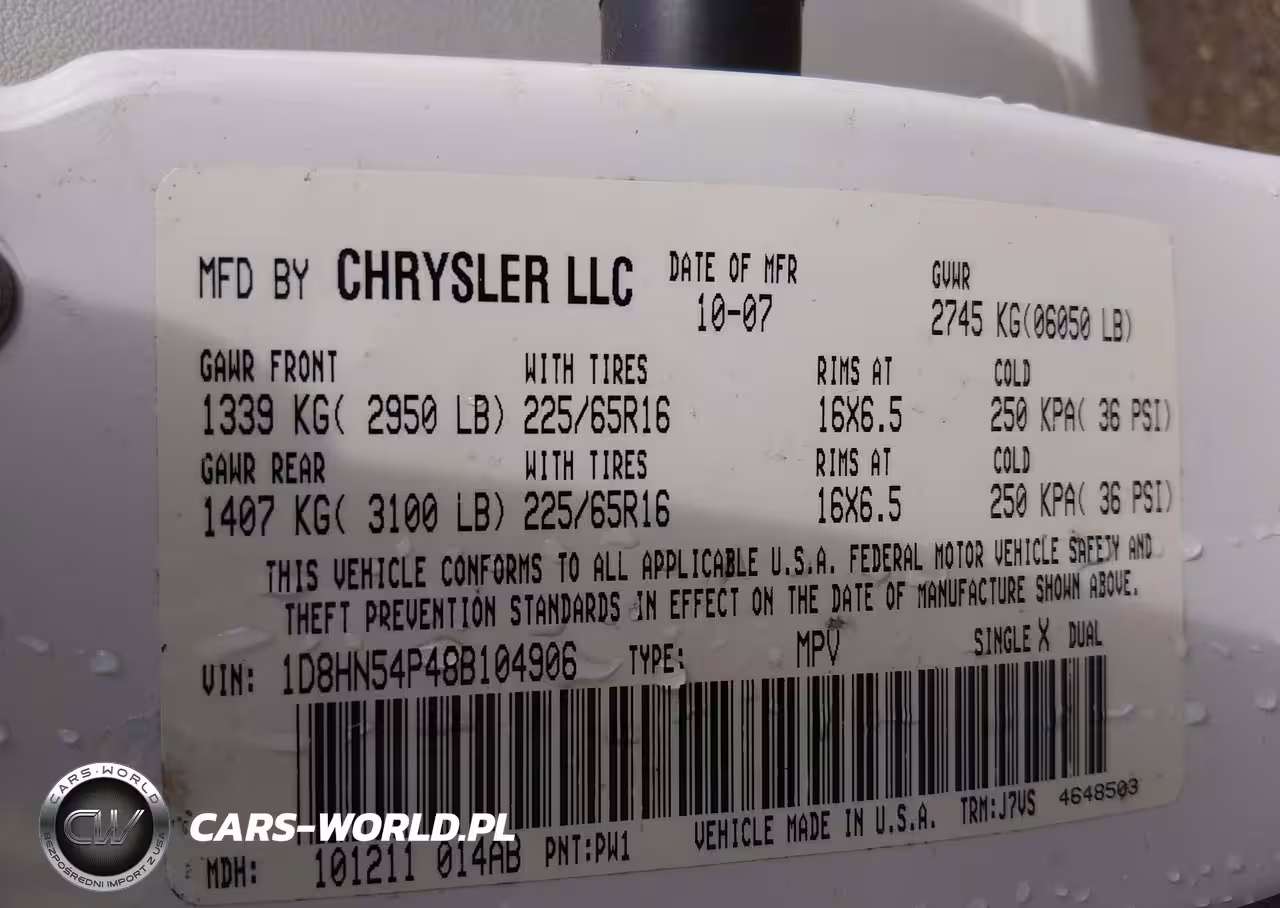 MFD BY CHRYSLER LLC DATE OF MFR GVWR
10-07 2745 KG(06050 LB)
GAWR FRONT WITH TIRES RIMS AT COLD
1339 KG( 2950 LB) 225/65R16 16X6.5 250 KPA( 36 PSI)
GAWR REAR WITH TIRES RIMS AT COLD
1407 KG( 3100 LB) 225/65R16 16X6.5 250 KPA( 36 PSI)
THIS VEHICLE CONFORMS TO ALL APPLICABLE U.S.A. FEDERAL MOTOR VEHICLE SAFETY AND
THEFT PREVENTION STANDARDS IN EFFECT ON THE DATE OF MANUFACTURE SHOWN ABOVE.
VIN: 1D8HN54P48B104906 TYPE: MPV SINGLE X DUAL
MDH: 101211 014AB PNT:PW1 VEHICLE MADE IN U.S.A. TRM:J7VS 4648503
CARS-WORLD
CW
BEZPOŚREDNI IMPORT Z USA
CARS-WORLD.PL